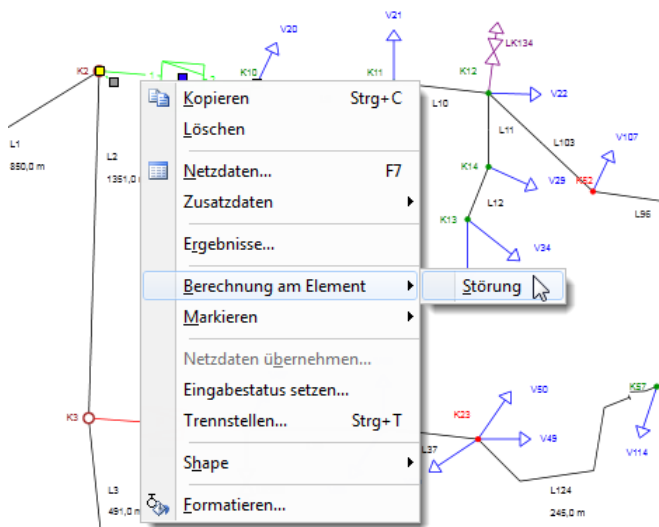 V20
V21
LK134
K2
K10
K11
K12
V22
L10
L1
850,0 m
L2
1351,0
L11
L103
V107
K14
V29
K62
L12
L96
K13
V34
Kopieren Strg+C
Löschen
Netzdaten... F7
Zusatzdaten
Ergebnisse...
Berechnung am Element
Störung
Markieren
Netzdaten übernehmen...
Eingabestatus setzen...
Trennstellen... Strg+T
Shape
Formatieren...
K3
V50
K57
K23
V49
L37
V114
L3
491,0 m
L124
245,0 m